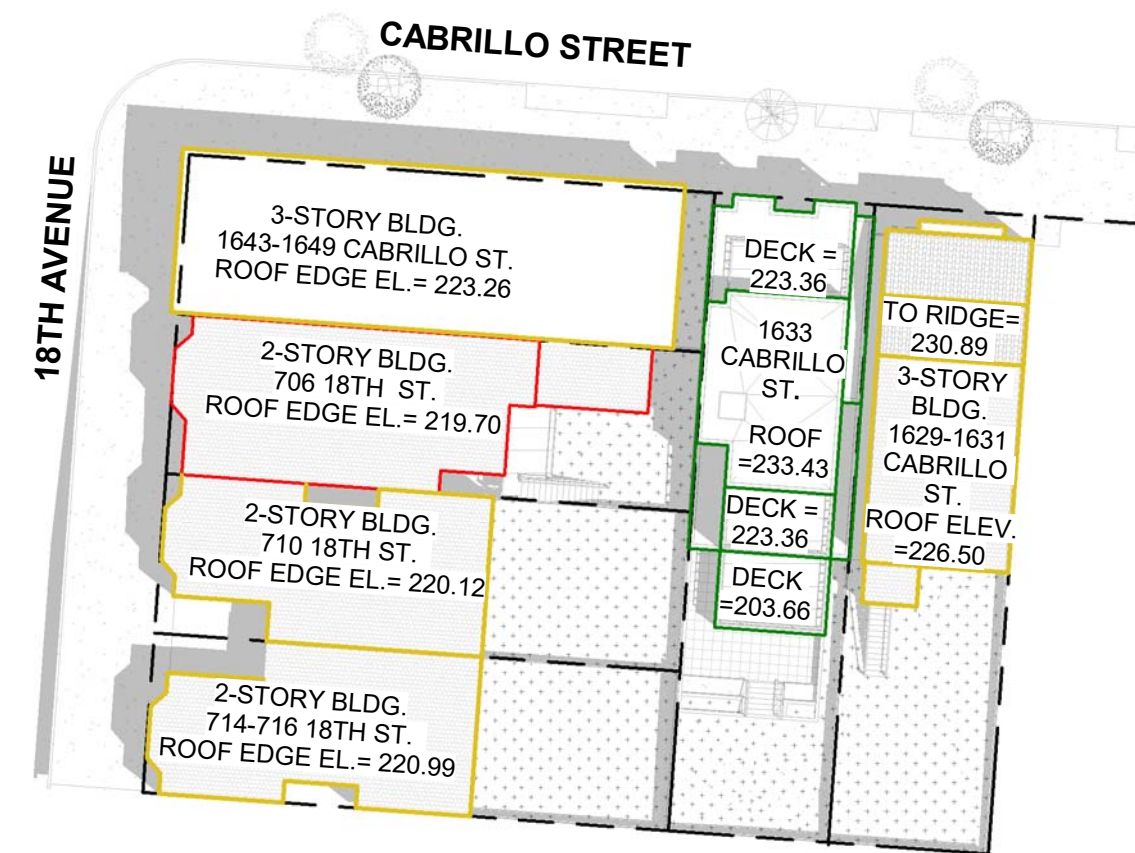 CABRILLO STREET
18TH AVENUE
3-STORY BLDG.
1643-1649 CABRILLO ST.
ROOF EDGE EL.= 223.26
2-STORY BLDG.
706 18TH ST.
ROOF EDGE EL.= 219.70
2-STORY BLDG.
710 18TH ST.
ROOF EDGE EL.= 220.12
2-STORY BLDG.
714-716 18TH ST.
ROOF EDGE EL.= 220.99
DECK =
223.36
1633
CABRILLO
ST.
ROOF
=233.43
DECK =
223.36
DECK
=203.66
TO RIDGE=
230.89
3-STORY
BLDG.
1629-1631
CABRILLO
ST.
ROOF ELEV.
=226.50